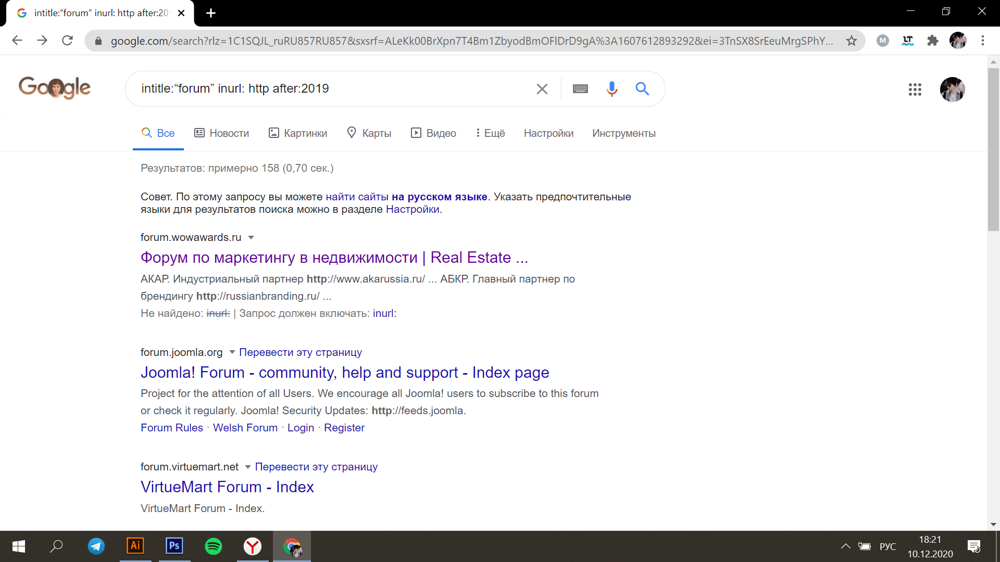 intitle:“forum” inurl: http after:201
google.com/search?rlz=1C1SQJL_ruRU857RU857&sxsrf=ALeKk00BrXpn7T4Bm1ZbyodBmOFlDrD9gA%3A1607612893292&ei=3TnSX8SrEeuMrgSPhY...
M
LT
Google
intitle:“forum” inurl: http after:2019
Все Новости Картинки Карты Видео Ещё Настройки Инструменты
Результатов: примерно 158 (0,70 сек.)
Совет. По этому запросу вы можете найти сайты на русском языке. Указать предпочтительные
языки для результатов поиска можно в разделе Настройки.
forum.wowawards.ru
Форум по маркетингу в недвижимости | Real Estate ...
АКАР. Индустриальный партнер http://www.akarussia.ru/ ... АБКР. Главный партнер по
брендингу http://russianbranding.ru/ ...
Не найдено: inurl: | Запрос должен включать: inurl:
forum.joomla.org Перевести эту страницу
Joomla! Forum - community, help and support - Index page
Project for the attention of all Users. We encourage all Joomla! users to subscribe to this forum
or check it regularly. Joomla! Security Updates: http://feeds.joomla.
Forum Rules · Welsh Forum · Login · Register
forum.virtuemart.net Перевести эту страницу
VirtueMart Forum - Index
VirtueMart Forum - Index.
Ai Ps РУС
18:21
10.12.2020